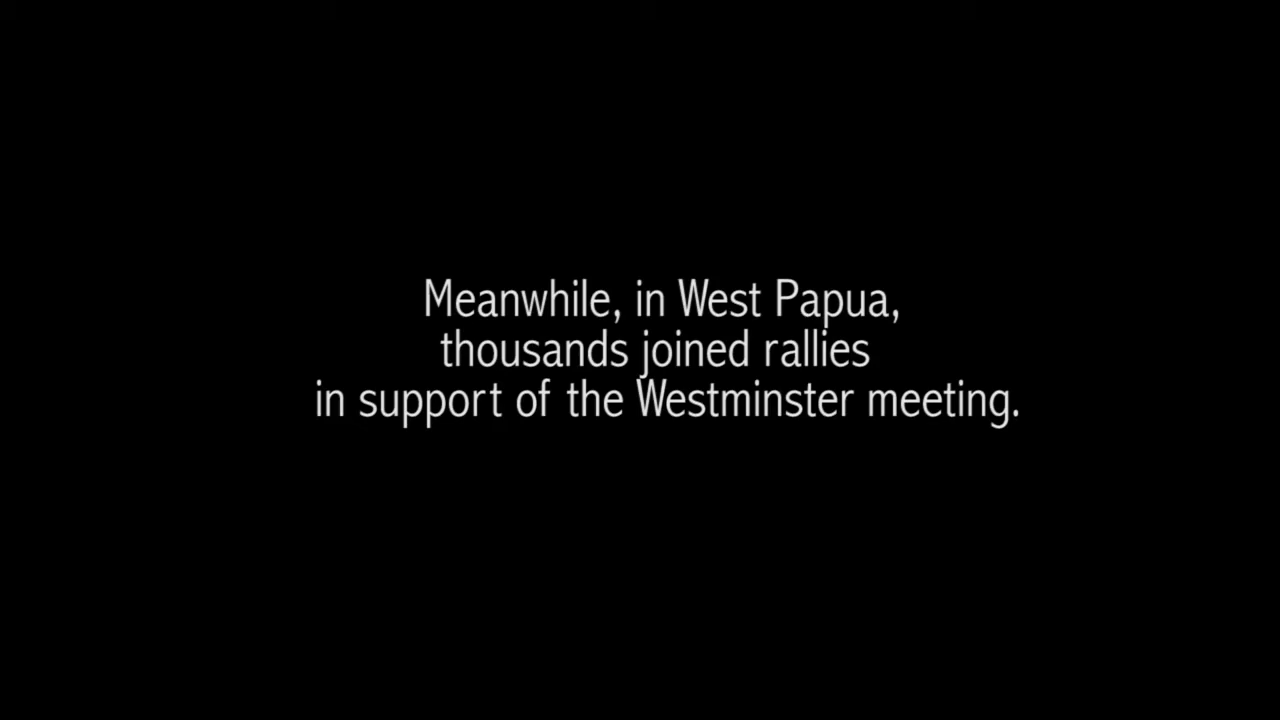 Meanwhile, in West Papua,
thousands joined rallies
in support of the Westminster meeting.